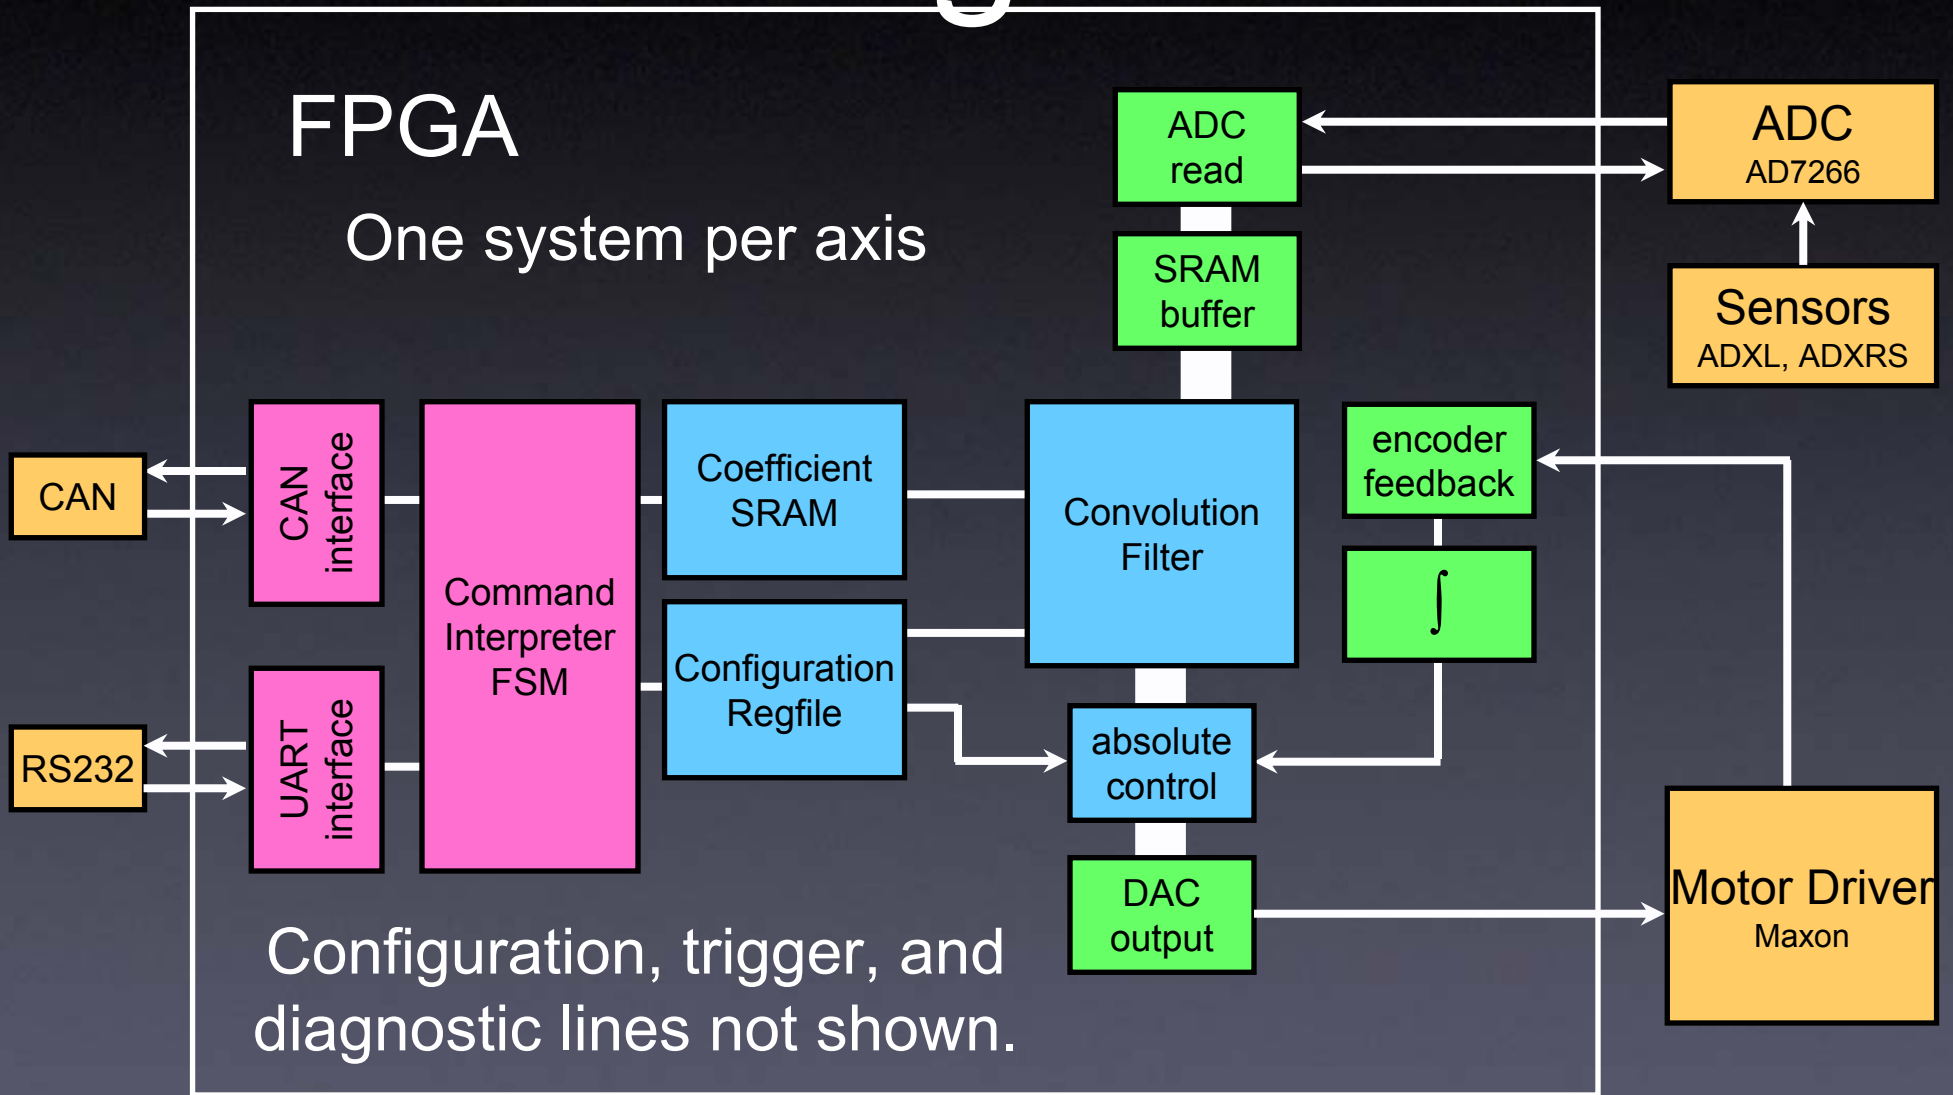 FPGA
One system per axis
ADC
read
ADC
AD7266
SRAM
buffer
Sensors
ADXL, ADXRS
CAN
CAN
interface
Command
Interpreter
FSM
Coefficient
SRAM
Convolution
Filter
encoder
feedback
∫
Configuration
Regfile
RS232
UART
interface
absolute
control
DAC
output
Motor Driver
Maxon
Configuration, trigger, and
diagnostic lines not shown.